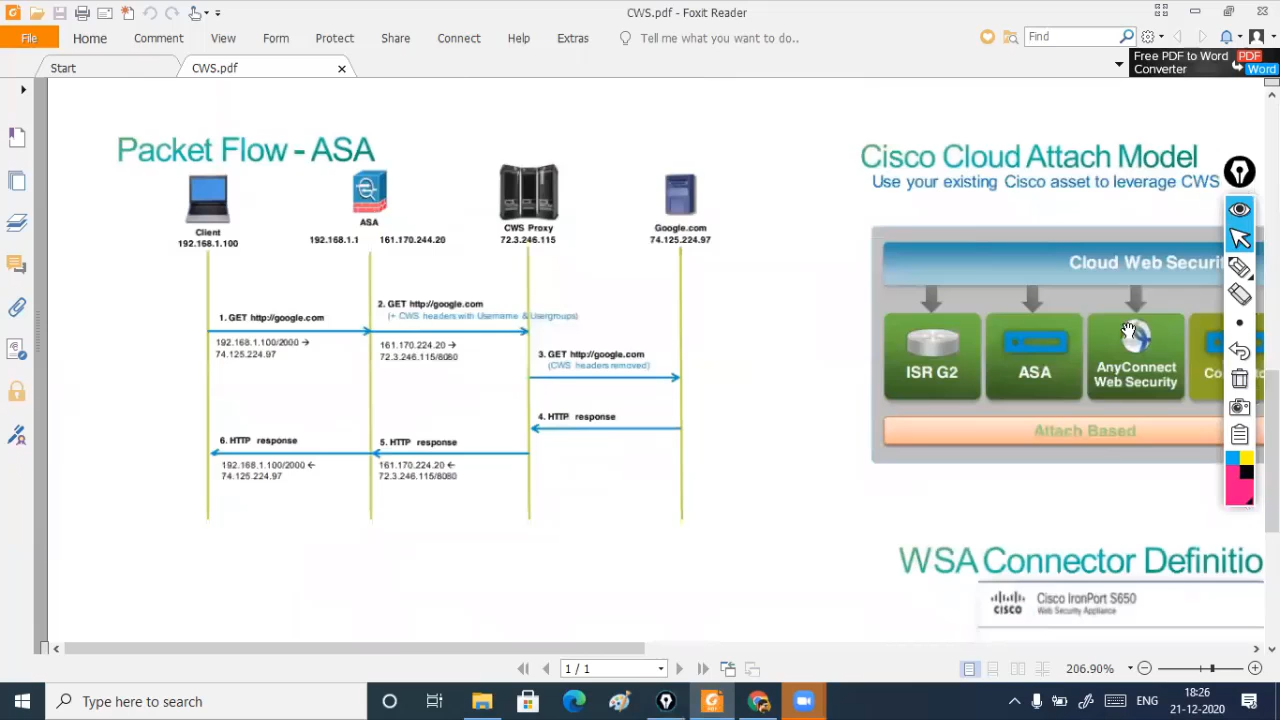 CWS.pdf - Foxit Reader
File Home Comment View Form Protect Share Connect Help Extras Tell me what you want to do.. Find
Start CWS.pdf
Free PDF to Word Converter PDF Word
Packet Flow - ASA
Client
192.168.1.100
ASA
192.168.1.1 161.170.244.20
CWS Proxy
72.3.246.115
Google.com
74.125.224.97
1. GET http://google.com
192.168.1.100/2000 →
74.125.224.97
2. GET http://google.com
(+ CWS headers with Username & Usergroups)
161.170.224.20 →
72.3.246.115/8080
3. GET http://google.com
(CWS headers removed)
4. HTTP response
5. HTTP response
161.170.224.20 ←
72.3.246.115/8080
6. HTTP response
192.168.1.100/2000 ←
74.125.224.97
Cisco Cloud Attach Model
Use your existing Cisco asset to leverage CWS
Cloud Web Securi
ISR G2
ASA
AnyConnect
Web Security
Co
Attach Based
WSA Connector Definitio
CISCO
Cisco IronPort S650
Web Security Appliance
1 / 1
206.90%
Type here to search
ENG
18:26
21-12-2020